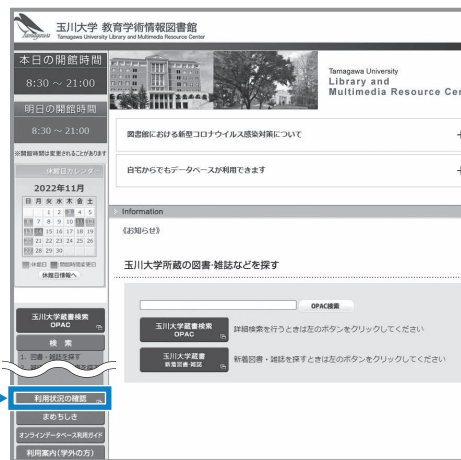 玉川大学 教育学術情報図書館
Tamagawa University Library and Multimedia Resource Center
Tamagawa
本日の開館時間
8:30 ～ 21:00
明日の開館時間
8:30 ～ 21:00
※開館時間は変更されることがあります
休館日カレンダー
2022年11月
日 月 火 水 木 金 土
1 2 3 4 5
6 7 8 9 10 11 12
13 14 15 16 17 18 19
20 21 22 23 24 25 26
27 28 29 30
休館日 開館時間変更日
休館日情報へ
玉川大学蔵書検索
OPAC
検 索
1. 図書・雑誌を探す
利用状況の確認
まめちしき
オンラインデータベース利用ガイド
利用案内(学外の方)
Tamagawa University
Library and
Multimedia Resource Cen
図書館における新型コロナウイルス感染対策について
自宅からでもデータベースが利用できます
Information
《お知らせ》
玉川大学所蔵の図書・雑誌などを探す
OPAC検索
玉川大学蔵書検索
OPAC
詳細検索を行うときは左のボタンをクリックしてください
玉川大学蔵書
新着図書・雑誌
新着図書・雑誌を探すときは左のボタンをクリックしてください